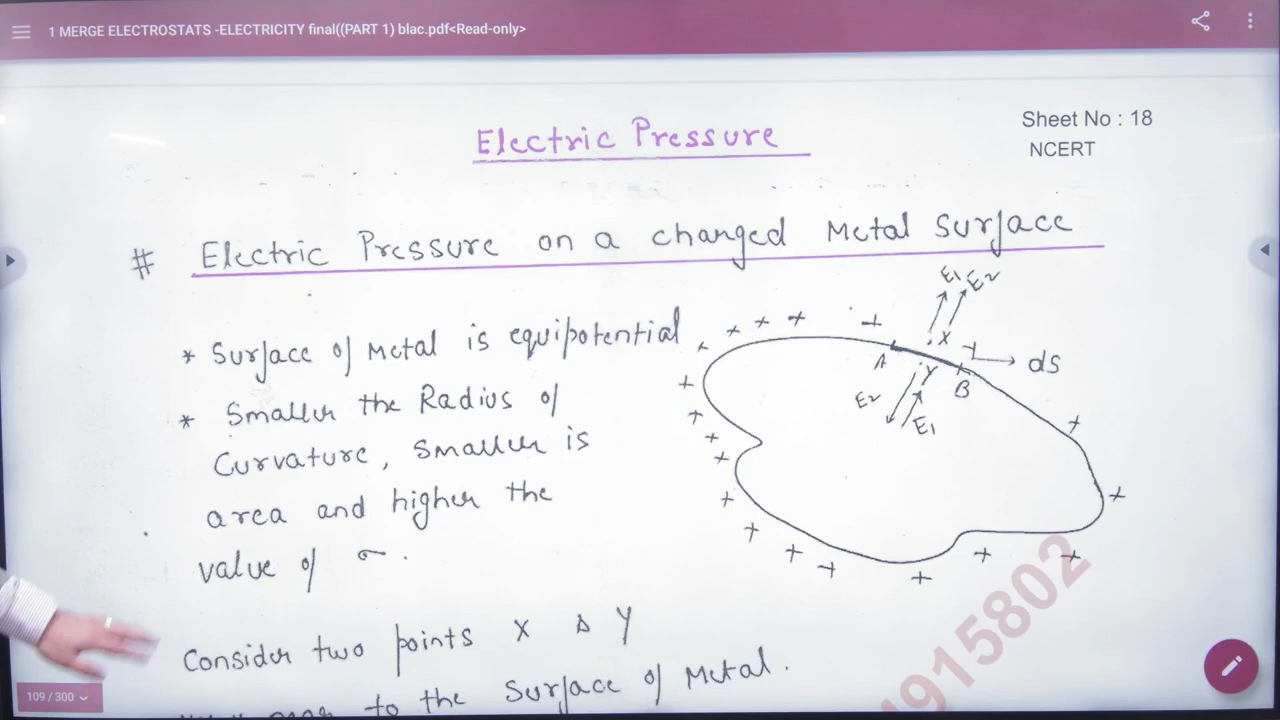 1 MERGE ELECTROSTATS -ELECTRICITY final((PART 1) blac.pdf<Read-only>
Electric Pressure
Sheet No : 18
NCERT
# Electric Pressure on a changed Metal Surface
* Surface of Metal is equipotential
* Smaller the Radius of
Curvature, Smaller is
area and higher the
value of σ.
E1 E2
X
A
Y
B
dS
E2
E1
Consider two points X & Y
to the Surface of Metal.
915802
109 / 300